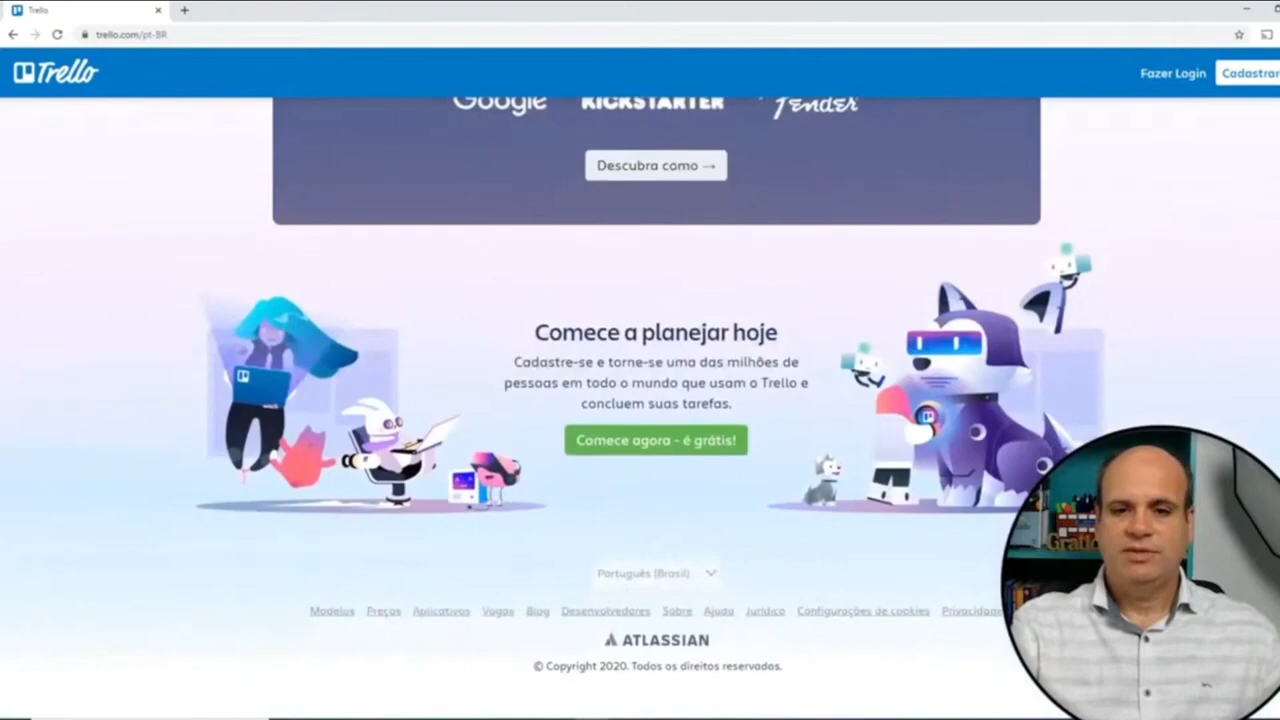 Trello
trello.com/pt-BR
Trello
Fazer Login
Cadastrar
Google
KICKSTARTER
fender
Descubra como →
Comece a planejar hoje
Cadastre-se e torne-se uma das milhões de
pessoas em todo o mundo que usam o Trello e
concluem suas tarefas.
Comece agora - é grátis!
Português (Brasil)
Modelos Preços Aplicativos Vagas Blog Desenvolvedores Sobre Ajuda Jurídico Configurações de cookies
ATLASSIAN
© Copyright 2020. Todos os direitos reservados.